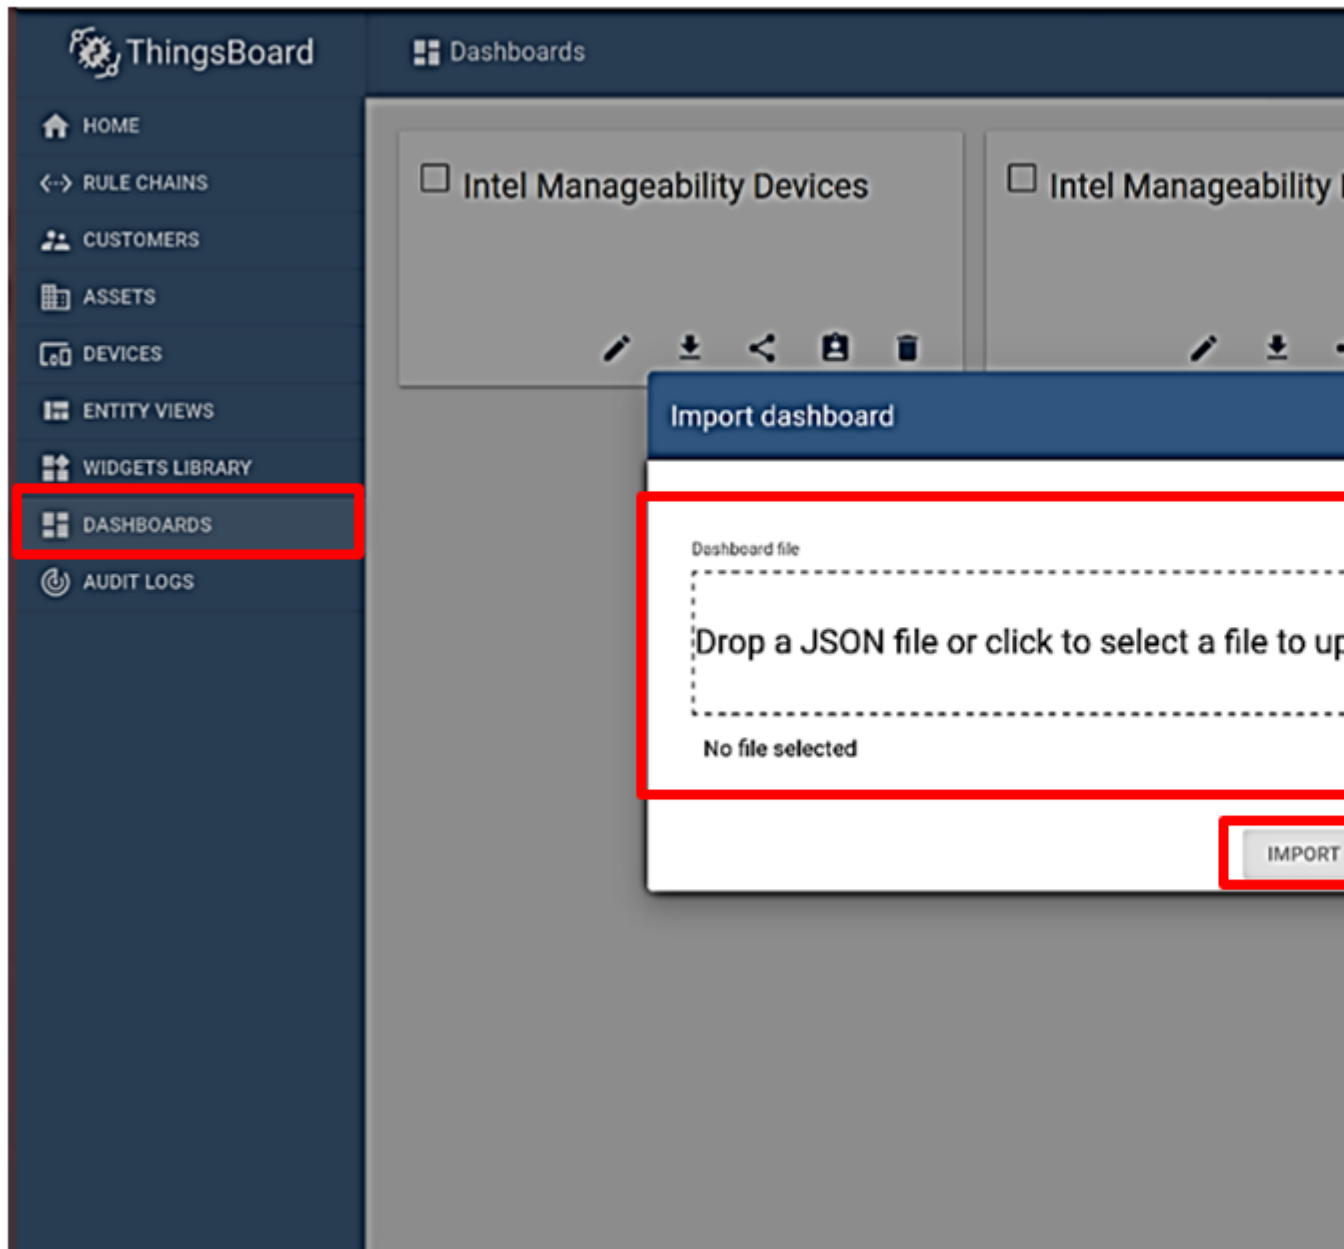 ThingsBoard
Dashboards
HOME
RULE CHAINS
CUSTOMERS
ASSETS
DEVICES
ENTITY VIEWS
WIDGETS LIBRARY
DASHBOARDS
AUDIT LOGS
Intel Manageability Devices
Intel Manageability
Import dashboard
Dashboard file
Drop a JSON file or click to select a file to up
No file selected
IMPORT